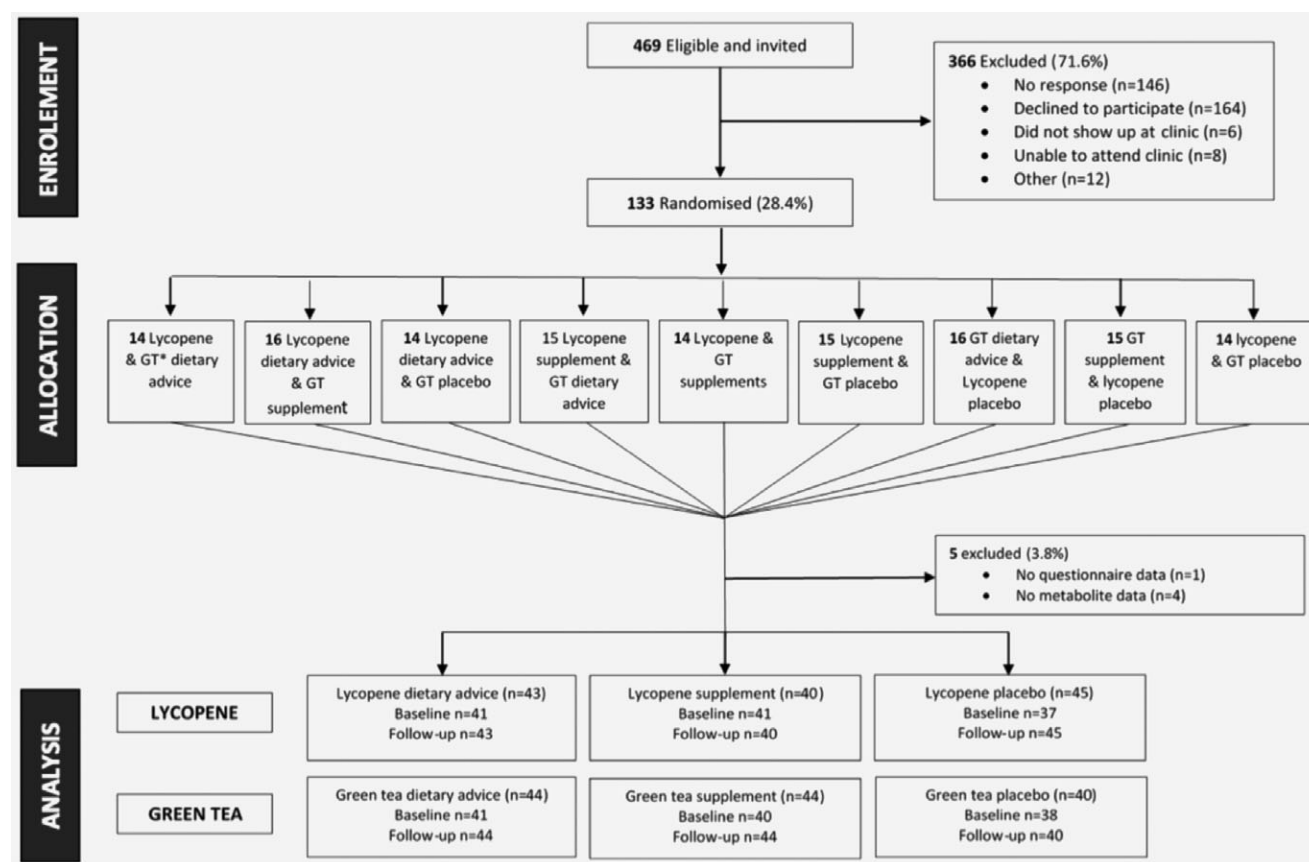 ENROLEMENT
469 Eligible and invited
366 Excluded (71.6%)
• No response (n=146)
• Declined to participate (n=164)
• Did not show up at clinic (n=6)
• Unable to attend clinic (n=8)
• Other (n=12)
133 Randomised (28.4%)
ALLOCATION
14 Lycopene
& GT* dietary
advice
16 Lycopene
dietary advice
& GT
supplement
14 Lycopene
dietary advice
& GT placebo
15 Lycopene
supplement &
GT dietary
advice
14 Lycopene
& GT
supplements
15 Lycopene
supplement
& GT placebo
16 GT dietary
advice &
Lycopene
placebo
15 GT
supplement
& lycopene
placebo
14 lycopene
& GT placebo
5 excluded (3.8%)
• No questionnaire data (n=1)
• No metabolite data (n=4)
ANALYSIS
LYCOPENE
Lycopene dietary advice (n=43)
Baseline n=41
Follow-up n=43
Lycopene supplement (n=40)
Baseline n=41
Follow-up n=40
Lycopene placebo (n=45)
Baseline n=37
Follow-up n=45
GREEN TEA
Green tea dietary advice (n=44)
Baseline n=41
Follow-up n=44
Green tea supplement (n=44)
Baseline n=40
Follow-up n=44
Green tea placebo (n=40)
Baseline n=38
Follow-up n=40